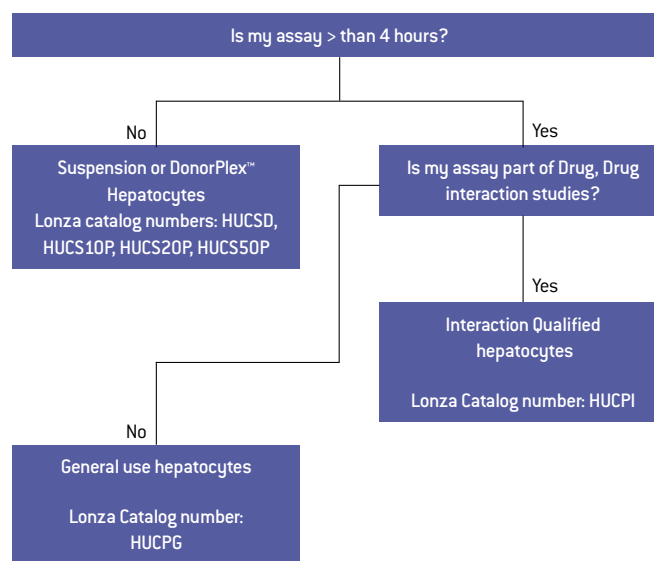 Is my assay > than 4 hours?
No
Yes
Suspension or DonorPlex™
Hepatocytes
Lonza catalog numbers: HUCSD,
HUCS10P, HUCS20P, HUCS50P
Is my assay part of Drug, Drug
interaction studies?
Yes
Interaction Qualified
hepatocytes
Lonza Catalog number: HUCPI
No
General use hepatocytes
Lonza Catalog number:
HUCPG